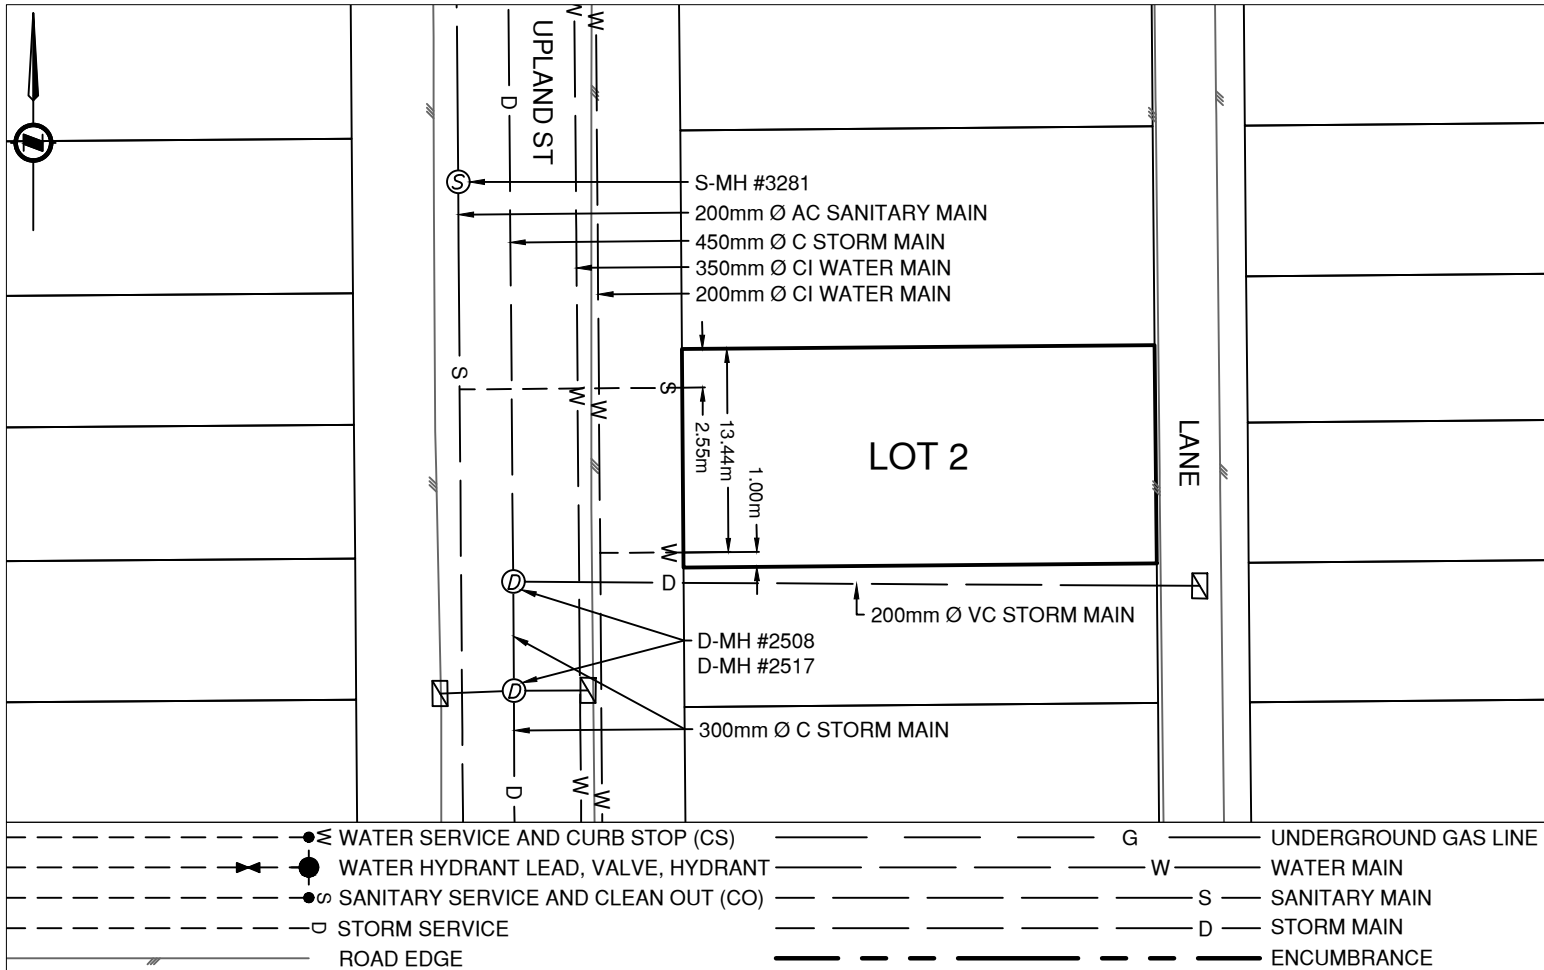 N
UPLAND ST
W
W
D
S
S-MH #3281
200mm Ø AC SANITARY MAIN
450mm Ø C STORM MAIN
350mm Ø CI WATER MAIN
200mm Ø CI WATER MAIN
S
S
W
W
2.55m
13.44m
1.00m
LOT 2
LANE
W
D
D
200mm Ø VC STORM MAIN
D-MH #2508
D-MH #2517
D
300mm Ø C STORM MAIN
D
W
W
W WATER SERVICE AND CURB STOP (CS)
WATER HYDRANT LEAD, VALVE, HYDRANT
S SANITARY SERVICE AND CLEAN OUT (CO)
D STORM SERVICE
ROAD EDGE
G UNDERGROUND GAS LINE
W WATER MAIN
S SANITARY MAIN
D STORM MAIN
ENCUMBRANCE